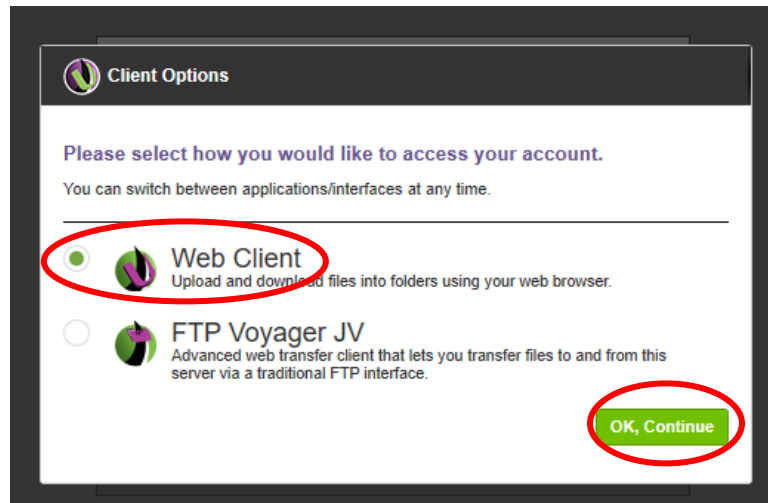 Client Options
Please select how you would like to access your account.
You can switch between applications/interfaces at any time.
Web Client
Upload and download files into folders using your web browser.
FTP Voyager JV
Advanced web transfer client that lets you transfer files to and from this
server via a traditional FTP interface.
OK, Continue